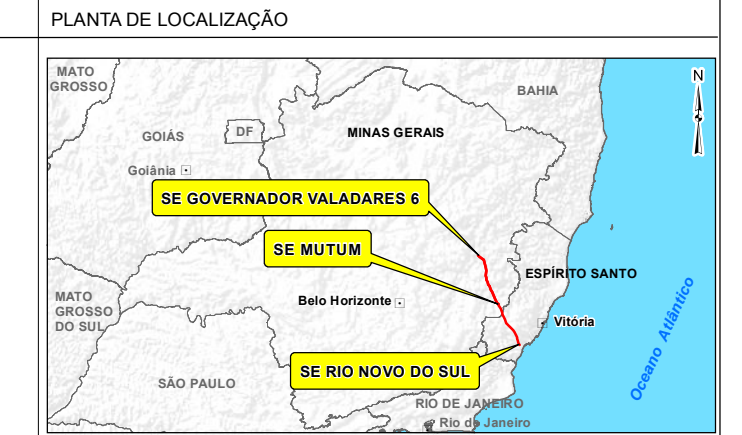 PLANTA DE LOCALIZAÇÃO
MATO
GROSSO
N
BAHIA
GOIÁS
DF
MINAS GERAIS
Goiânia
SE GOVERNADOR VALADARES 6
SE MUTUM
ESPÍRITO SANTO
MATO
GROSSO
DO SUL
Belo Horizonte
Vitória
Oceano Atlântico
SE RIO NOVO DO SUL
SÃO PAULO
RIO DE JANEIRO
Rio de Janeiro